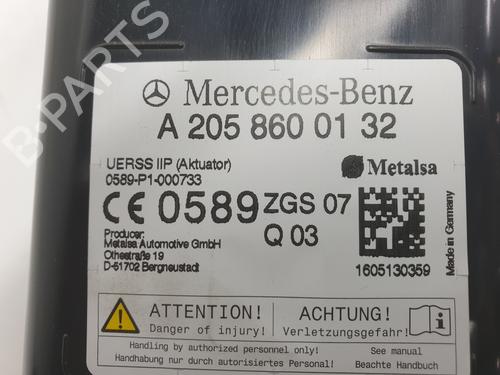 Mercedes-Benz
A 205 860 01 32
UERSS IIP (Aktuator)
0589-P1-000733
Metalsa
CE 0589 ZGS 07
Q 03
Producer:
Metalsa Automotive GmbH
Othestraße 19
D-51702 Bergneustadt
Made in Germany
1605130359
ATTENTION!
Danger of injury!
ACHTUNG!
Verletzungsgefahr!
Handling by authorized personnel only!
Handhabung nur durch autorisiertes Personal!
See manual
Beachte Handbuch
B-PARTS